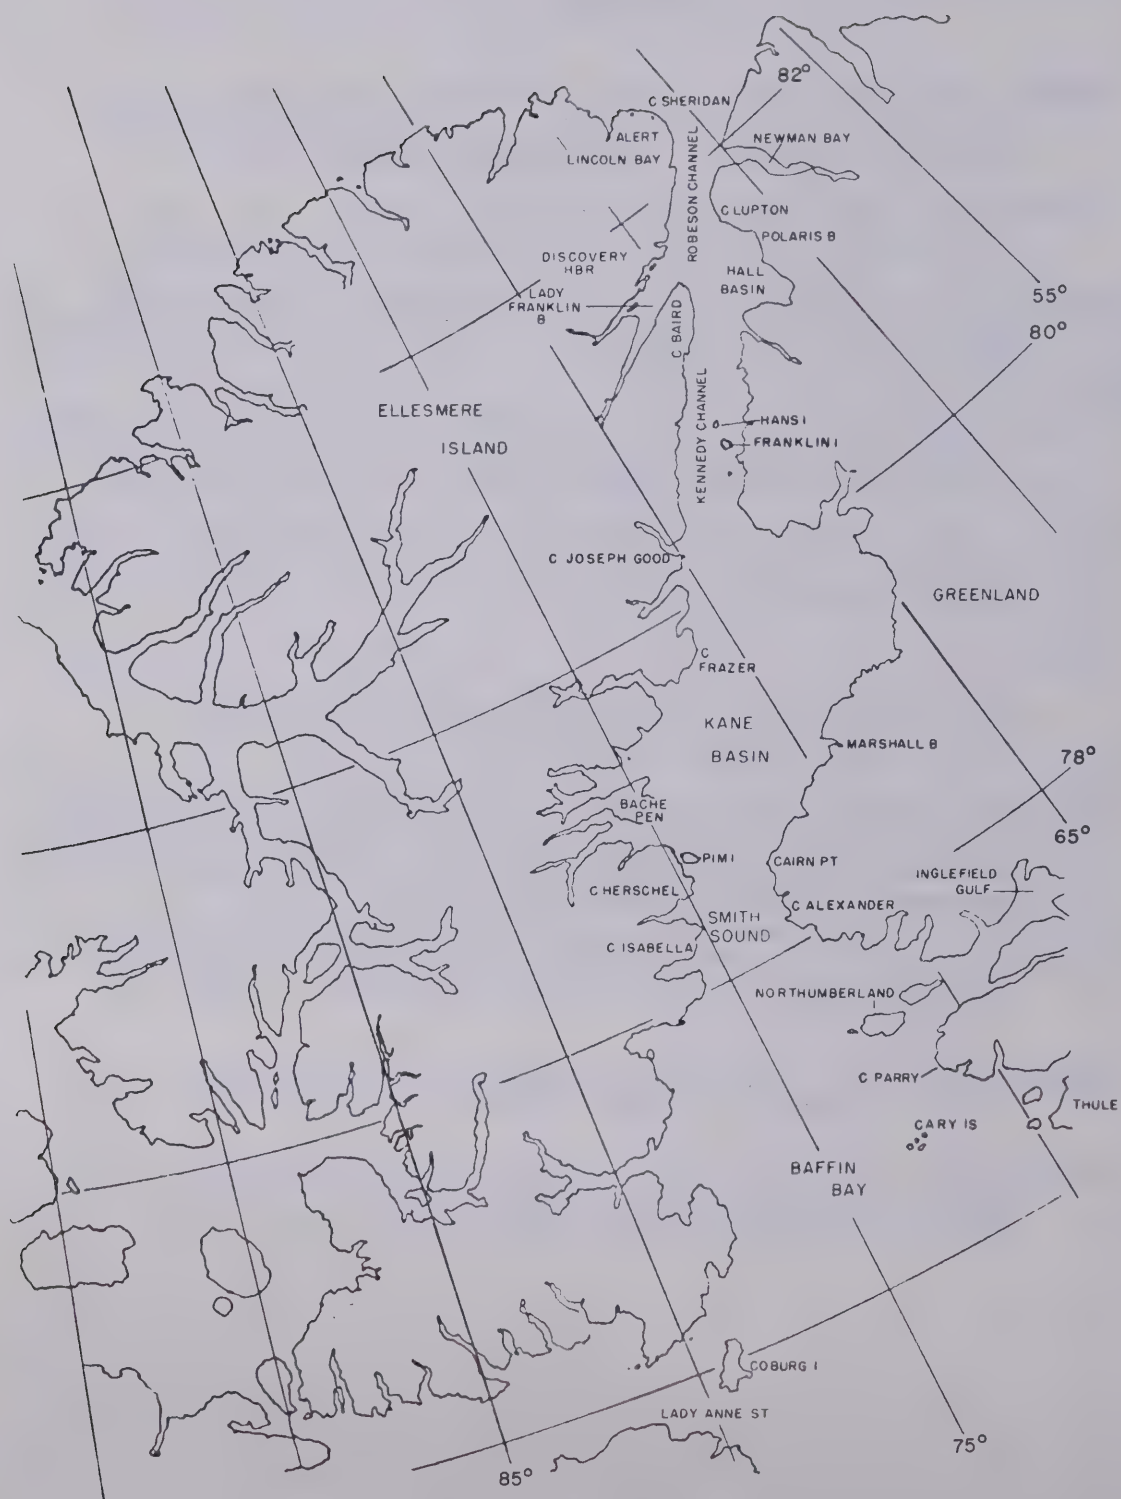 C SHERIDAN
82°
ALERT
LINCOLN BAY
NEWMAN BAY
ROBESON CHANNEL
C LUPTON
POLARIS B
DISCOVERY
HBR
HALL
BASIN
LADY
FRANKLIN
B
55°
80°
C BAIRD
ELLESMERE
ISLAND
KENNEDY CHANNEL
HANS I
FRANKLIN I
C JOSEPH GOOD
GREENLAND
C
FRAZER
KANE
BASIN
MARSHALL B
78°
65°
BACHE
PEN
PIM I
CAIRN PT
INGLEFIELD
GULF
C HERSCHEL
C ALEXANDER
SMITH
SOUND
C ISABELLA
NORTHUMBERLAND
C PARRY
THULE
CARY IS
BAFFIN
BAY
COBURG I
LADY ANNE ST
75°
85°